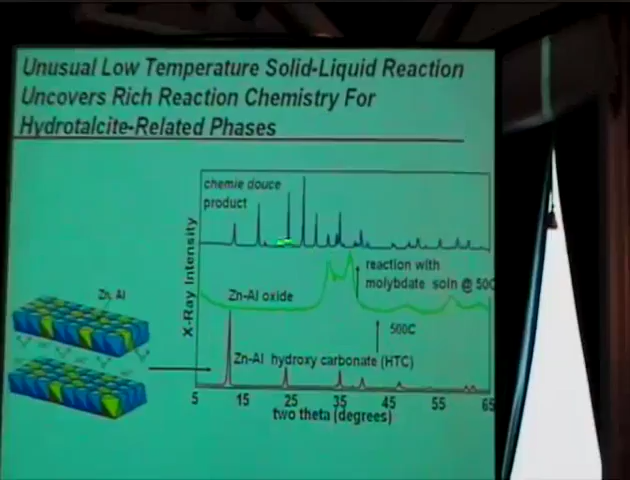 Unusual Low Temperature Solid-Liquid Reaction
Uncovers Rich Reaction Chemistry For
Hydrotalcite-Related Phases
chemie douce
product
reaction with
molybdate soln @ 50C
Zn-Al oxide
500C
Zn-Al hydroxy carbonate (HTC)
X-Ray Intensity
Zn, Al
5 15 25 35 45 55 65
two theta (degrees)